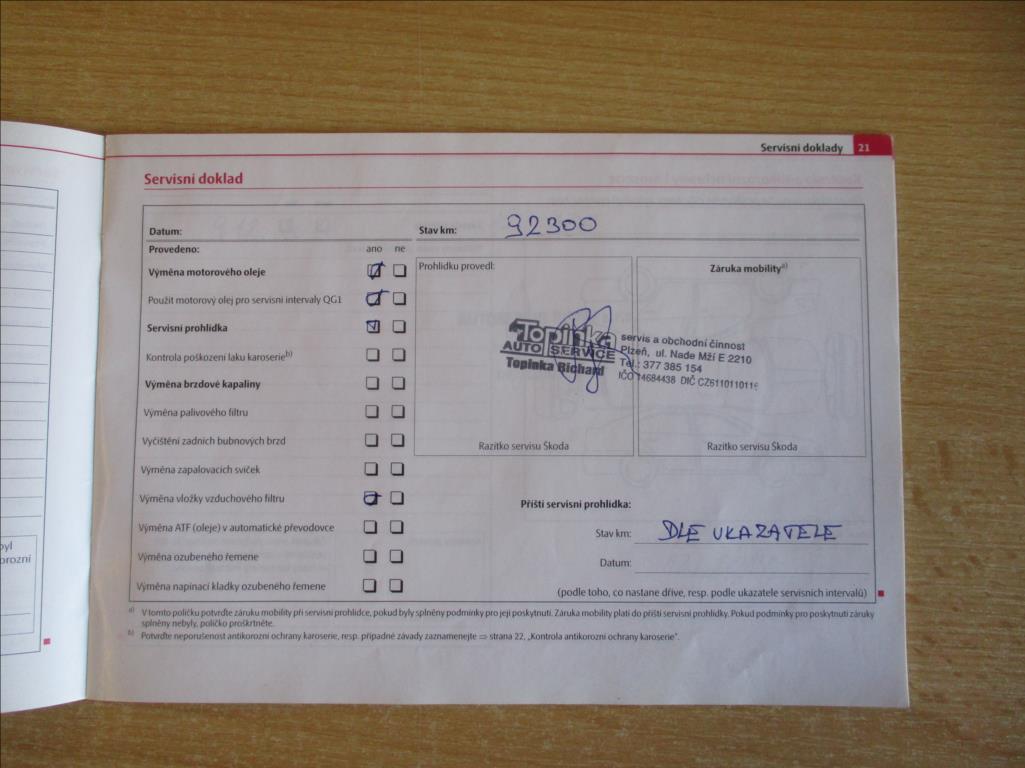 Servisní doklady 21
Servisní doklad
Datum:
Stav km: 92300
Provedeno: ano ne
Výměna motorového oleje
Použit motorový olej pro servisní intervaly QG1
Servisní prohlídka
Kontrola poškození laku karoserie b)
Výměna brzdové kapaliny
Výměna palivového filtru
Vyčištění zadních bubnových brzd
Výměna zapalovacích svíček
Výměna vložky vzduchového filtru
Výměna ATF (oleje) v automatické převodovce
Výměna ozubeného řemene
Výměna napínací kladky ozubeného řemene
Prohlídku provedl:
Záruka mobility a)
Topinka
AUTO SERVICE
Topinka Richard
servis a obchodní činnost
Plzeň, ul. Nade Mží E 2210
Tel.: 377 385 154
IČO 14684438 DIČ
Razítko servisu Škoda
Razítko servisu Škoda
Příští servisní prohlídka:
Stav km: DLE UKAZATELE
Datum:
(podle toho, co nastane dříve, resp. podle ukazatele servisních intervalů)
a) V tomto políčku potvrďte záruku mobility při servisní prohlídce, pokud byly splněny podmínky pro její poskytnutí. Záruka mobility platí do příští servisní prohlídky. Pokud podmínky pro poskytnutí záruky
splněny nebyly, políčko proškrtněte.
b) Potvrďte neporušenost antikorozní ochrany karoserie, resp. případné závady zaznamenejte ⇒ strana 22, „Kontrola antikorozní ochrany karoserie".